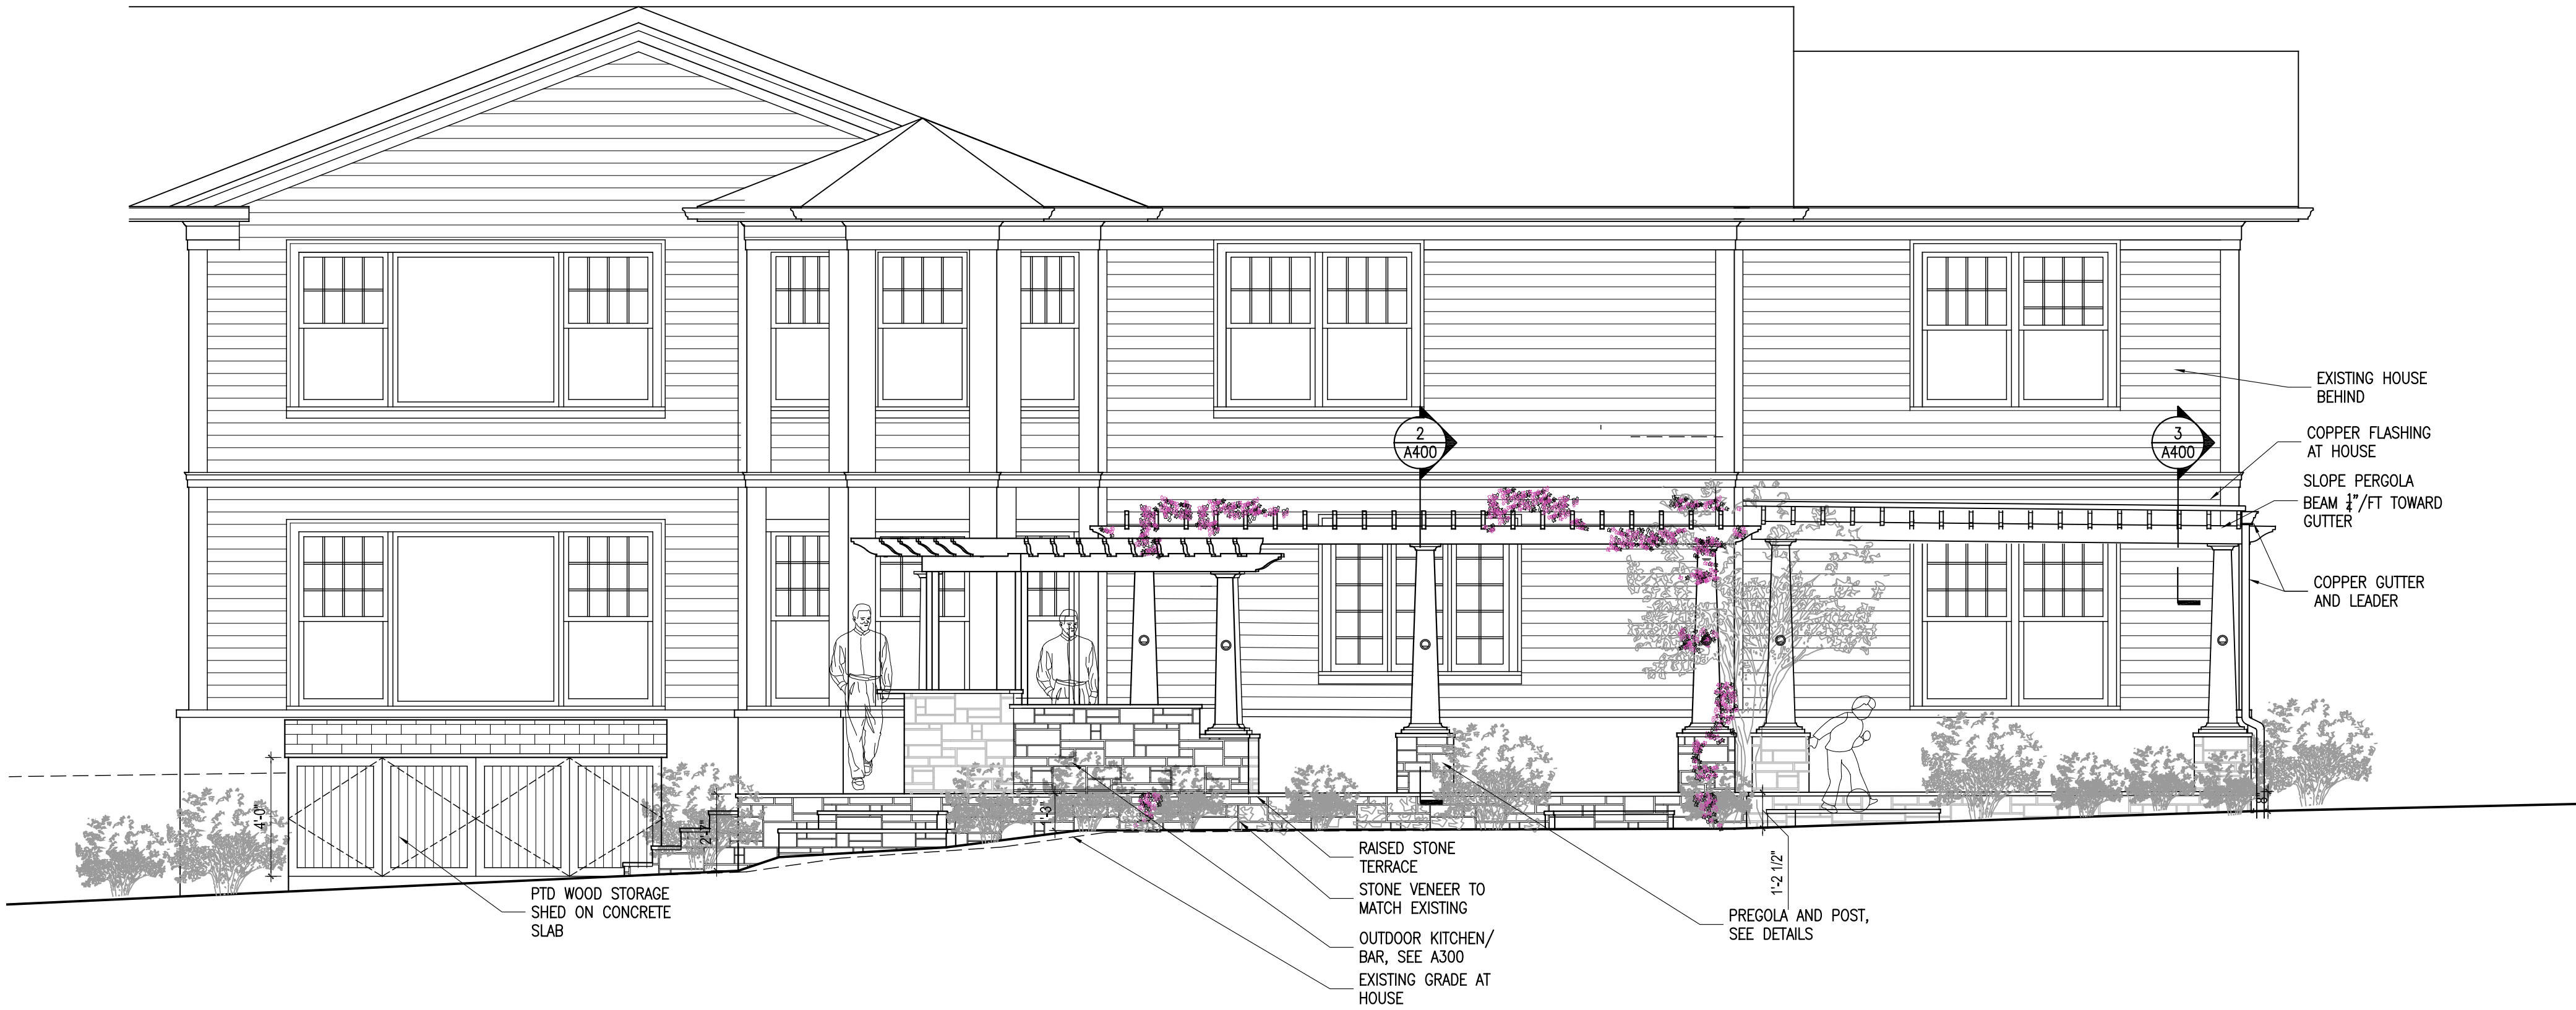 EXISTING HOUSE
BEHIND
2
A400
3
A400
COPPER FLASHING
AT HOUSE
SLOPE PERGOLA
BEAM ¼"/FT TOWARD
GUTTER
COPPER GUTTER
AND LEADER
4'-0"
2'-7"
1'-3"
1'-2 1/2"
PTD WOOD STORAGE
SHED ON CONCRETE
SLAB
RAISED STONE
TERRACE
STONE VENEER TO
MATCH EXISTING
OUTDOOR KITCHEN/
BAR, SEE A300
EXISTING GRADE AT
HOUSE
PREGOLA AND POST,
SEE DETAILS